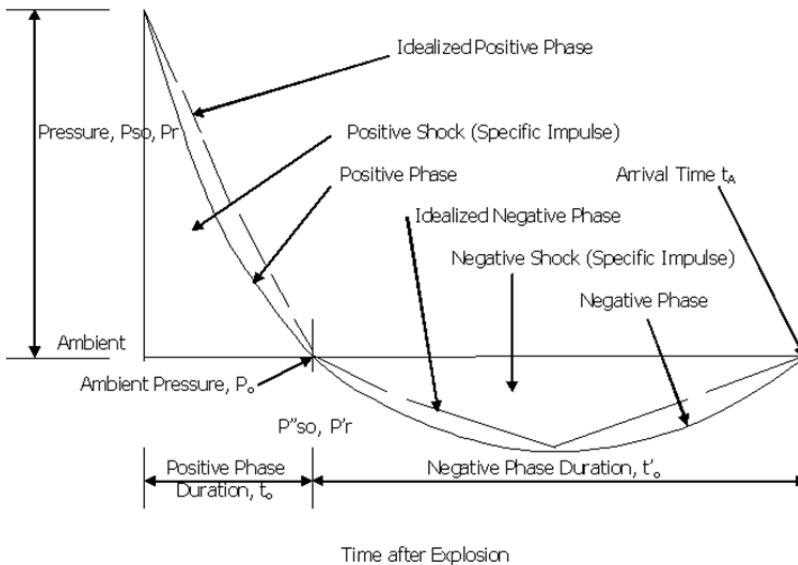 Idealized Positive Phase
Pressure, Pso, Pr
Positive Shock (Specific Impulse)
Positive Phase
Arrival Time tA
Idealized Negative Phase
Negative Shock (Specific Impulse)
Negative Phase
Ambient
Ambient Pressure, Po
P"so, P'r
Positive Phase
Duration, to
Negative Phase Duration, t'o
Time after Explosion